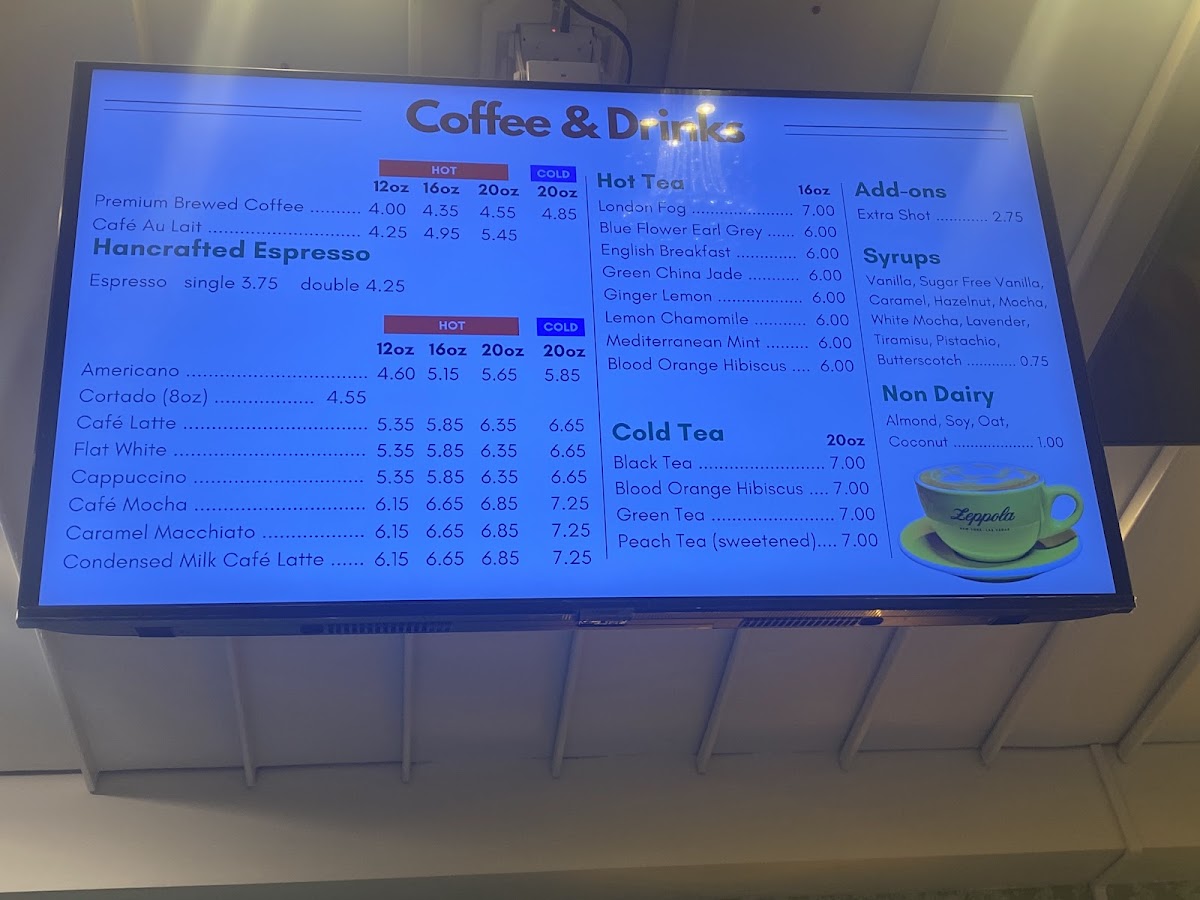 Coffee & Drinks
HOT COLD
12oz 16oz 20oz 20oz
Premium Brewed Coffee .......... 4.00 4.35 4.55 4.85
Café Au Lait ............................. 4.25 4.95 5.45
Hancrafted Espresso
Espresso single 3.75 double 4.25
HOT COLD
12oz 16oz 20oz 20oz
Americano .................................. 4.60 5.15 5.65 5.85
Cortado (8oz) .................. 4.55
Café Latte ................................... 5.35 5.85 6.35 6.65
Flat White .................................... 5.35 5.85 6.35 6.65
Cappuccino ................................ 5.35 5.85 6.35 6.65
Café Mocha ................................ 6.15 6.65 6.85 7.25
Caramel Macchiato ................... 6.15 6.65 6.85 7.25
Condensed Milk Café Latte ...... 6.15 6.65 6.85 7.25
Hot Tea 16oz
London Fog ..................... 7.00
Blue Flower Earl Grey ...... 6.00
English Breakfast ............. 6.00
Green China Jade .......... 6.00
Ginger Lemon .................. 6.00
Lemon Chamomile ........... 6.00
Mediterranean Mint ......... 6.00
Blood Orange Hibiscus .... 6.00
Cold Tea 20oz
Black Tea ......................... 7.00
Blood Orange Hibiscus .... 7.00
Green Tea ........................ 7.00
Peach Tea (sweetened).... 7.00
Add-ons
Extra Shot ............ 2.75
Syrups
Vanilla, Sugar Free Vanilla,
Caramel, Hazelnut, Mocha,
White Mocha, Lavender,
Tiramisu, Pistachio,
Butterscotch ............ 0.75
Non Dairy
Almond, Soy, Oat,
Coconut .................... 1.00
Zeppola
NEW YORK · LAS VEGAS